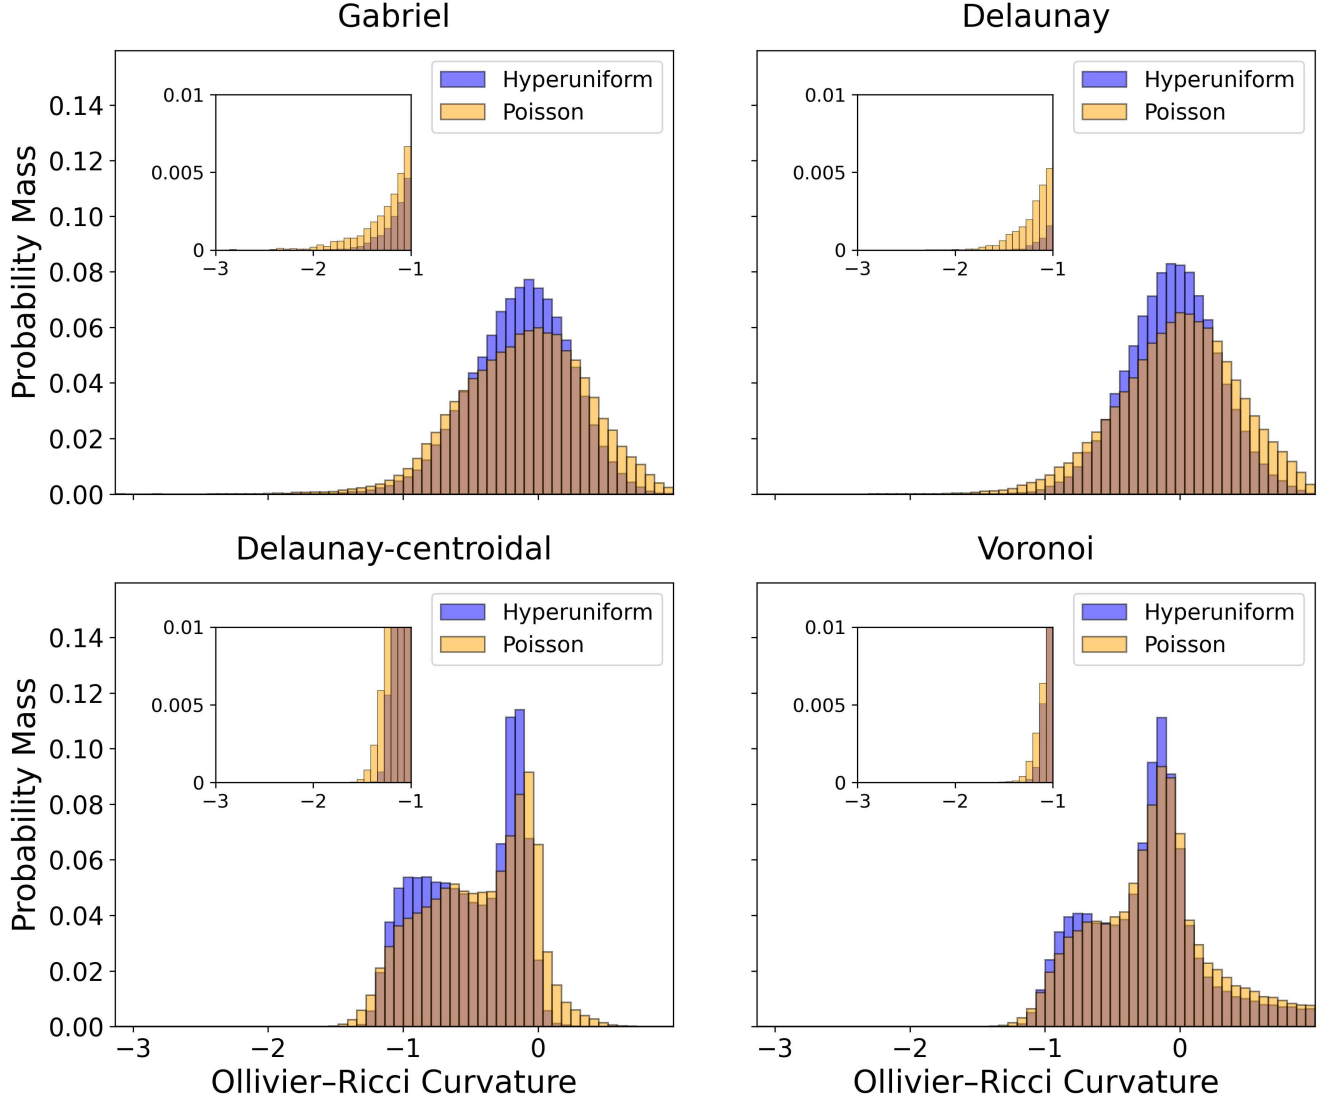 Gabriel
Probability Mass
0.14
0.12
0.10
0.08
0.06
0.04
0.02
0.00
0.01
0.005
0
−3 −2 −1
Hyperuniform
Poisson
Delaunay
0.01
0.005
0
−3 −2 −1
Hyperuniform
Poisson
Delaunay-centroidal
Probability Mass
0.14
0.12
0.10
0.08
0.06
0.04
0.02
0.00
0.01
0.005
0
−3 −2 −1
Hyperuniform
Poisson
−3 −2 −1 0
Ollivier–Ricci Curvature
Voronoi
0.01
0.005
0
−3 −2 −1
Hyperuniform
Poisson
−3 −2 −1 0
Ollivier–Ricci Curvature